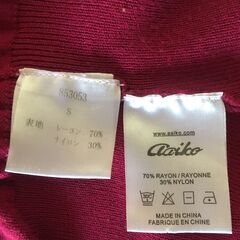 853053
S
表地 レーヨン 70%
ナイロン 30%
www.aaiko.com
aaiko
70% RAYON/RAYONNE
30% NYLON
MADE IN CHINA
FABRIQUE EN CHINE